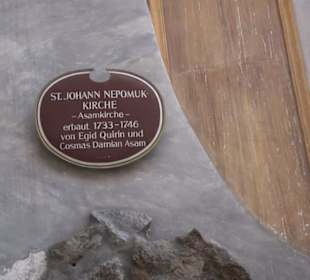 ST. JOHANN NEPOMUK-
KIRCHE
– Asamkirche –
erbaut 1733–1746
von Egid Quirin und
Cosmas Damian Asam